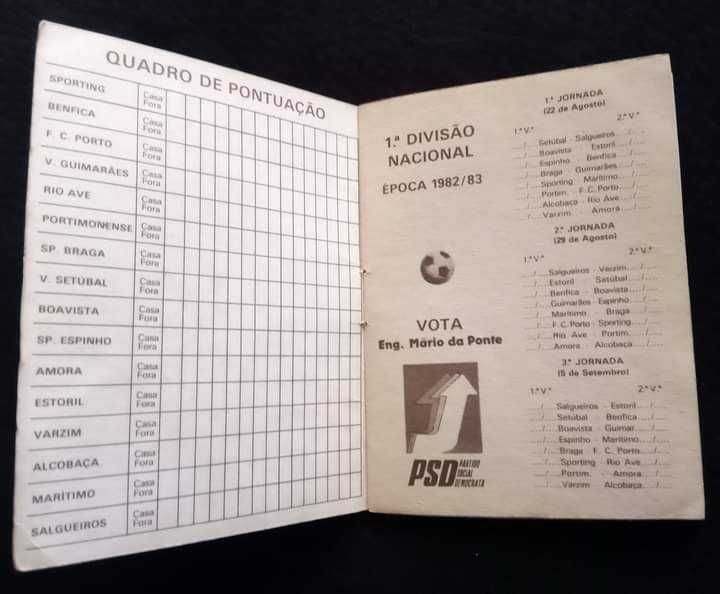 QUADRO DE PONTUAÇÃO
SPORTING Casa Fora
BENFICA Casa Fora
F. C. PORTO Casa Fora
V. GUIMARÃES Casa Fora
RIO AVE Casa Fora
PORTIMONENSE Casa Fora
SP. BRAGA Casa Fora
V. SETÚBAL Casa Fora
BOAVISTA Casa Fora
SP. ESPINHO Casa Fora
AMORA Casa Fora
ESTORIL Casa Fora
VARZIM Casa Fora
ALCOBAÇA Casa Fora
MARÍTIMO Casa Fora
SALGUEIROS Casa Fora
1.ª DIVISÃO
NACIONAL
ÉPOCA 1982/83
VOTA
Eng. Mário da Ponte
PSD PARTIDO
SOCIAL
DEMOCRATA
1.ª JORNADA
(22 de Agosto)
1.ª V.ª 2.ª V.ª
..../.... Setúbal - Salgueiros ..../....
..../.... Boavista - Estoril ..../....
..../.... Espinho - Benfica ..../....
..../.... Braga - Guimarães ..../....
..../.... Sporting - Marítimo ..../....
..../.... Portim. - F. C. Porto ..../....
..../.... Alcobaça - Rio Ave ..../....
..../.... Varzim - Amora ..../....
2.ª JORNADA
(29 de Agosto)
1.ª V.ª 2.ª V.ª
..../.... Salgueiros - Varzim ..../....
..../.... Estoril - Setúbal ..../....
..../.... Benfica - Boavista ..../....
..../.... Guimarães - Espinho ..../....
..../.... Marítimo - Braga ..../....
..../.... F. C. Porto - Sporting ..../....
..../.... Rio Ave - Portim. ..../....
..../.... Amora - Alcobaça ..../....
3.ª JORNADA
(5 de Setembro)
1.ª V.ª 2.ª V.ª
..../.... Salgueiros - Estoril ..../....
..../.... Setúbal - Benfica ..../....
..../.... Boavista - Guimar. ..../....
..../.... Espinho - Marítimo ..../....
..../.... Braga - F. C. Porto ..../....
..../.... Sporting - Rio Ave ..../....
..../.... Portim. - Amora ..../....
..../.... Varzim - Alcobaça ..../....